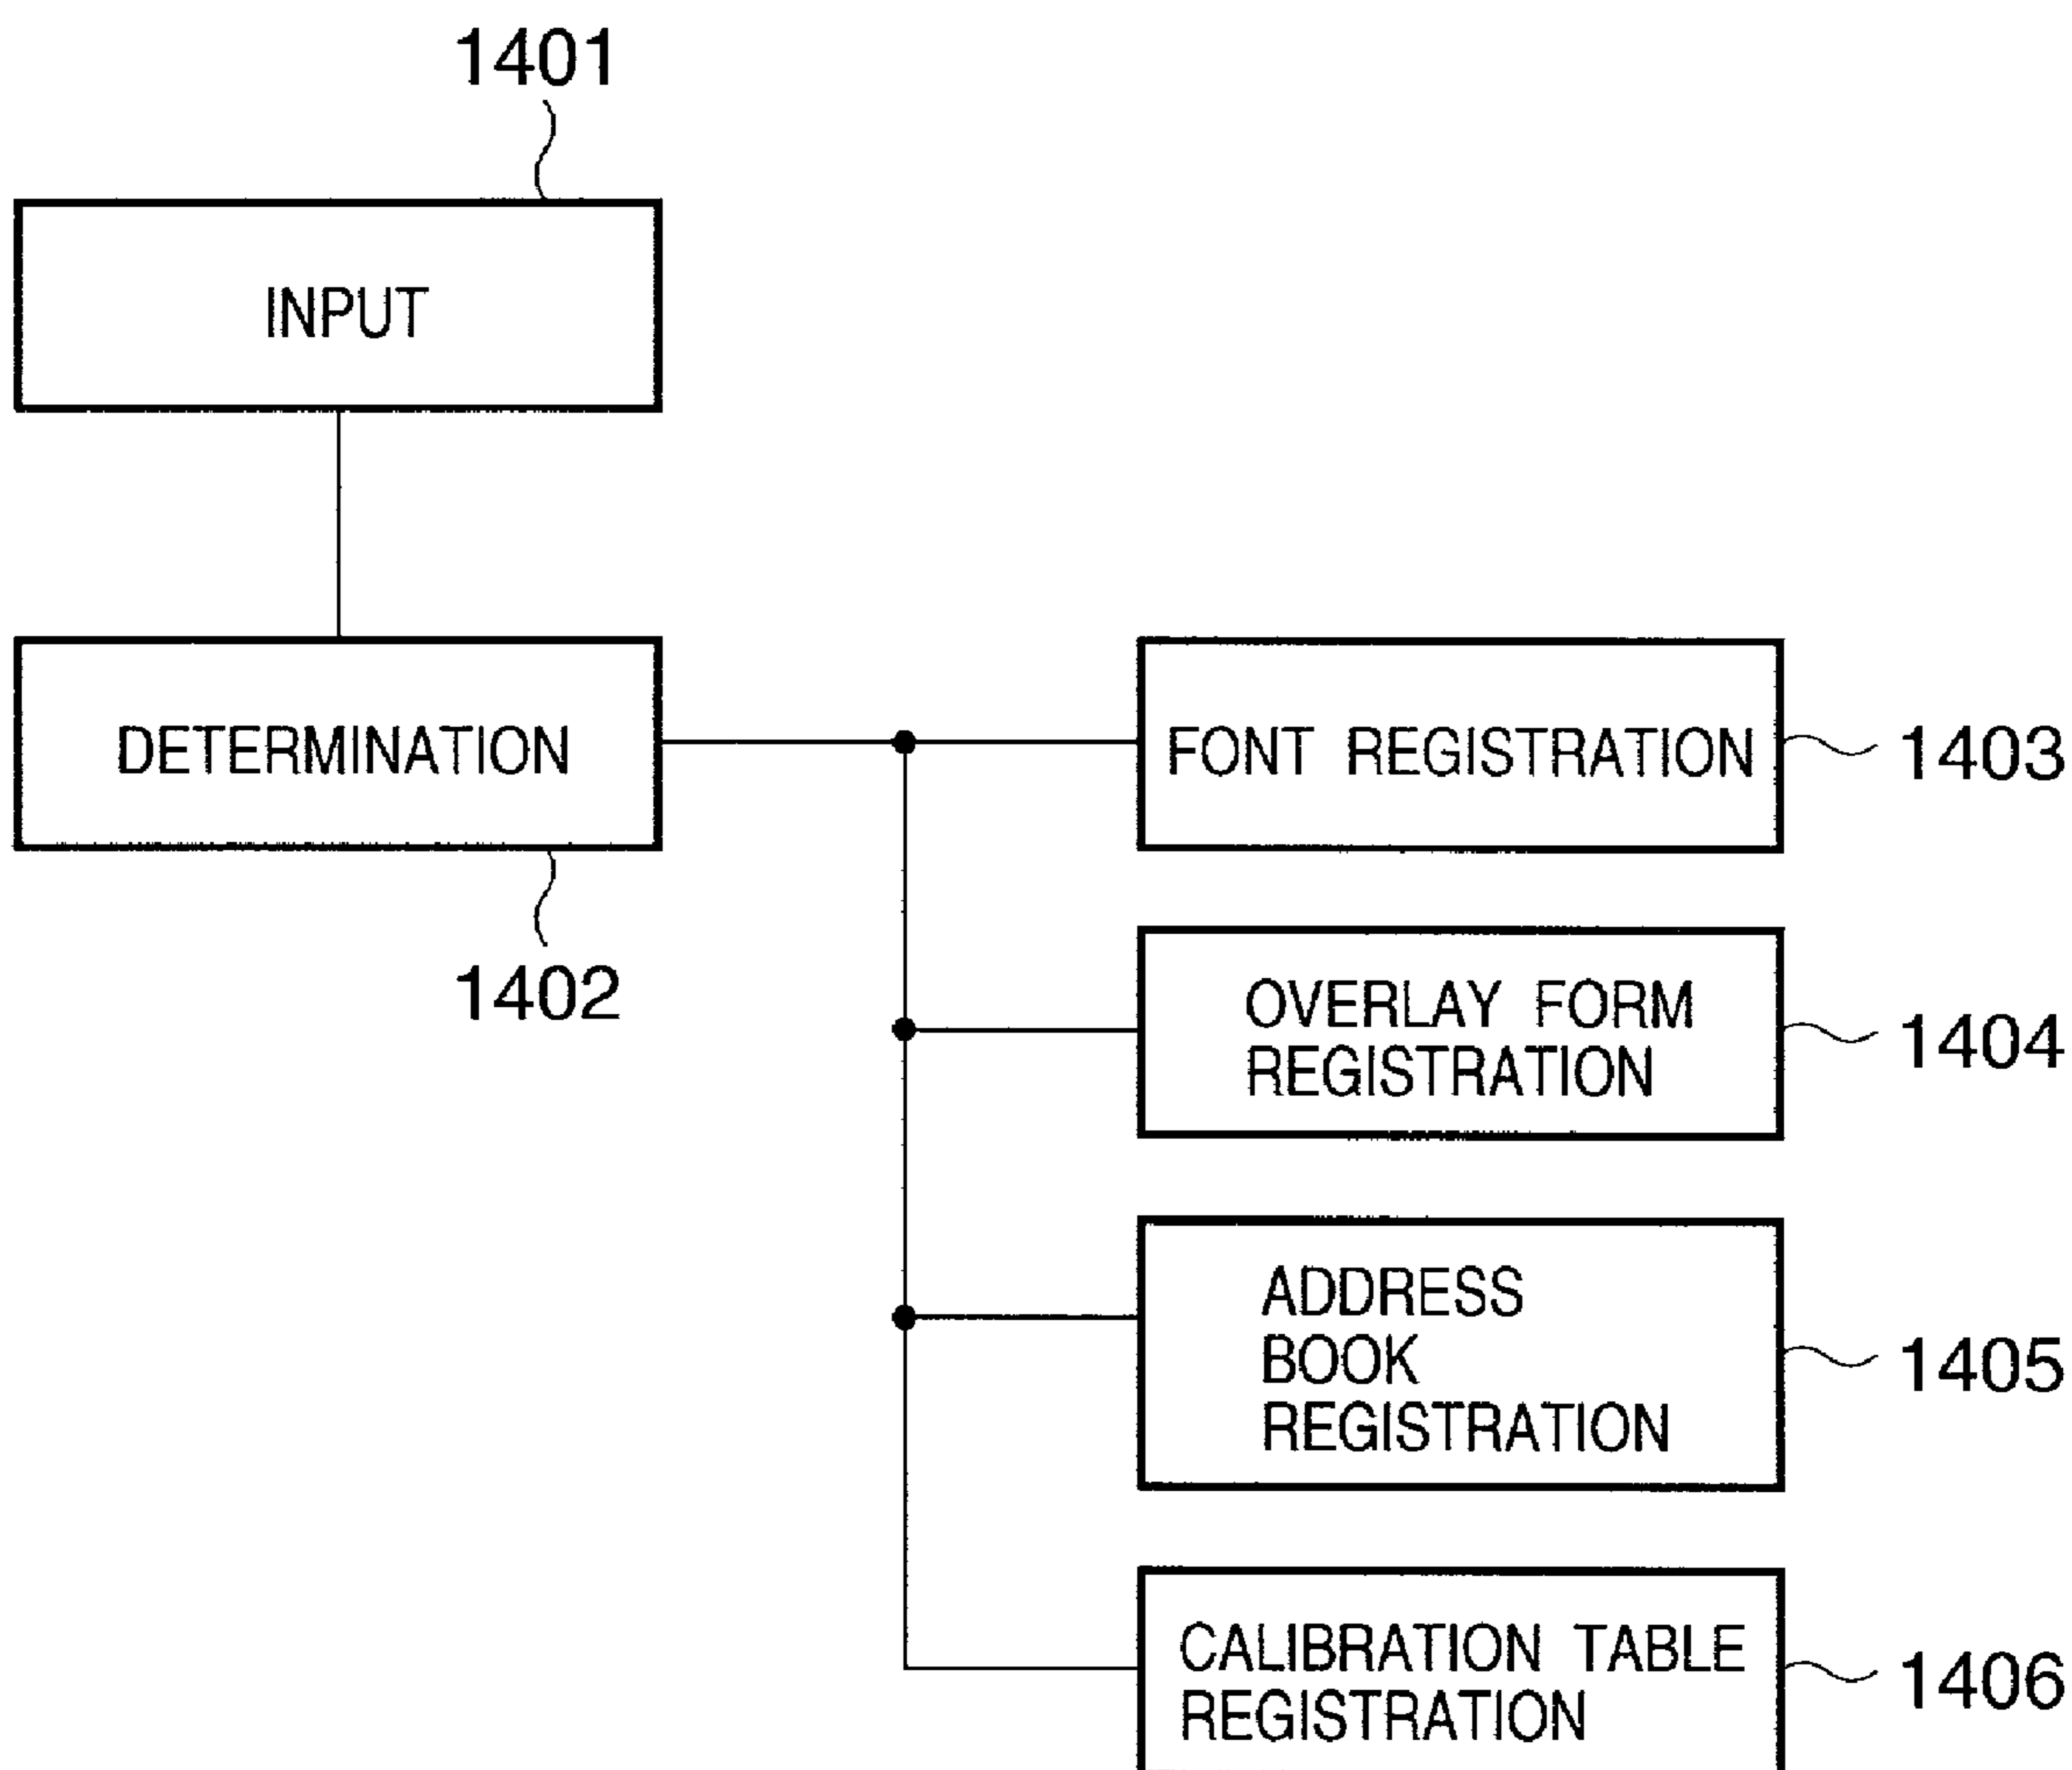 1401
INPUT
DETERMINATION
1402
FONT REGISTRATION
1403
OVERLAY FORM
REGISTRATION
1404
ADDRESS
BOOK
REGISTRATION
1405
CALIBRATION TABLE
REGISTRATION
1406